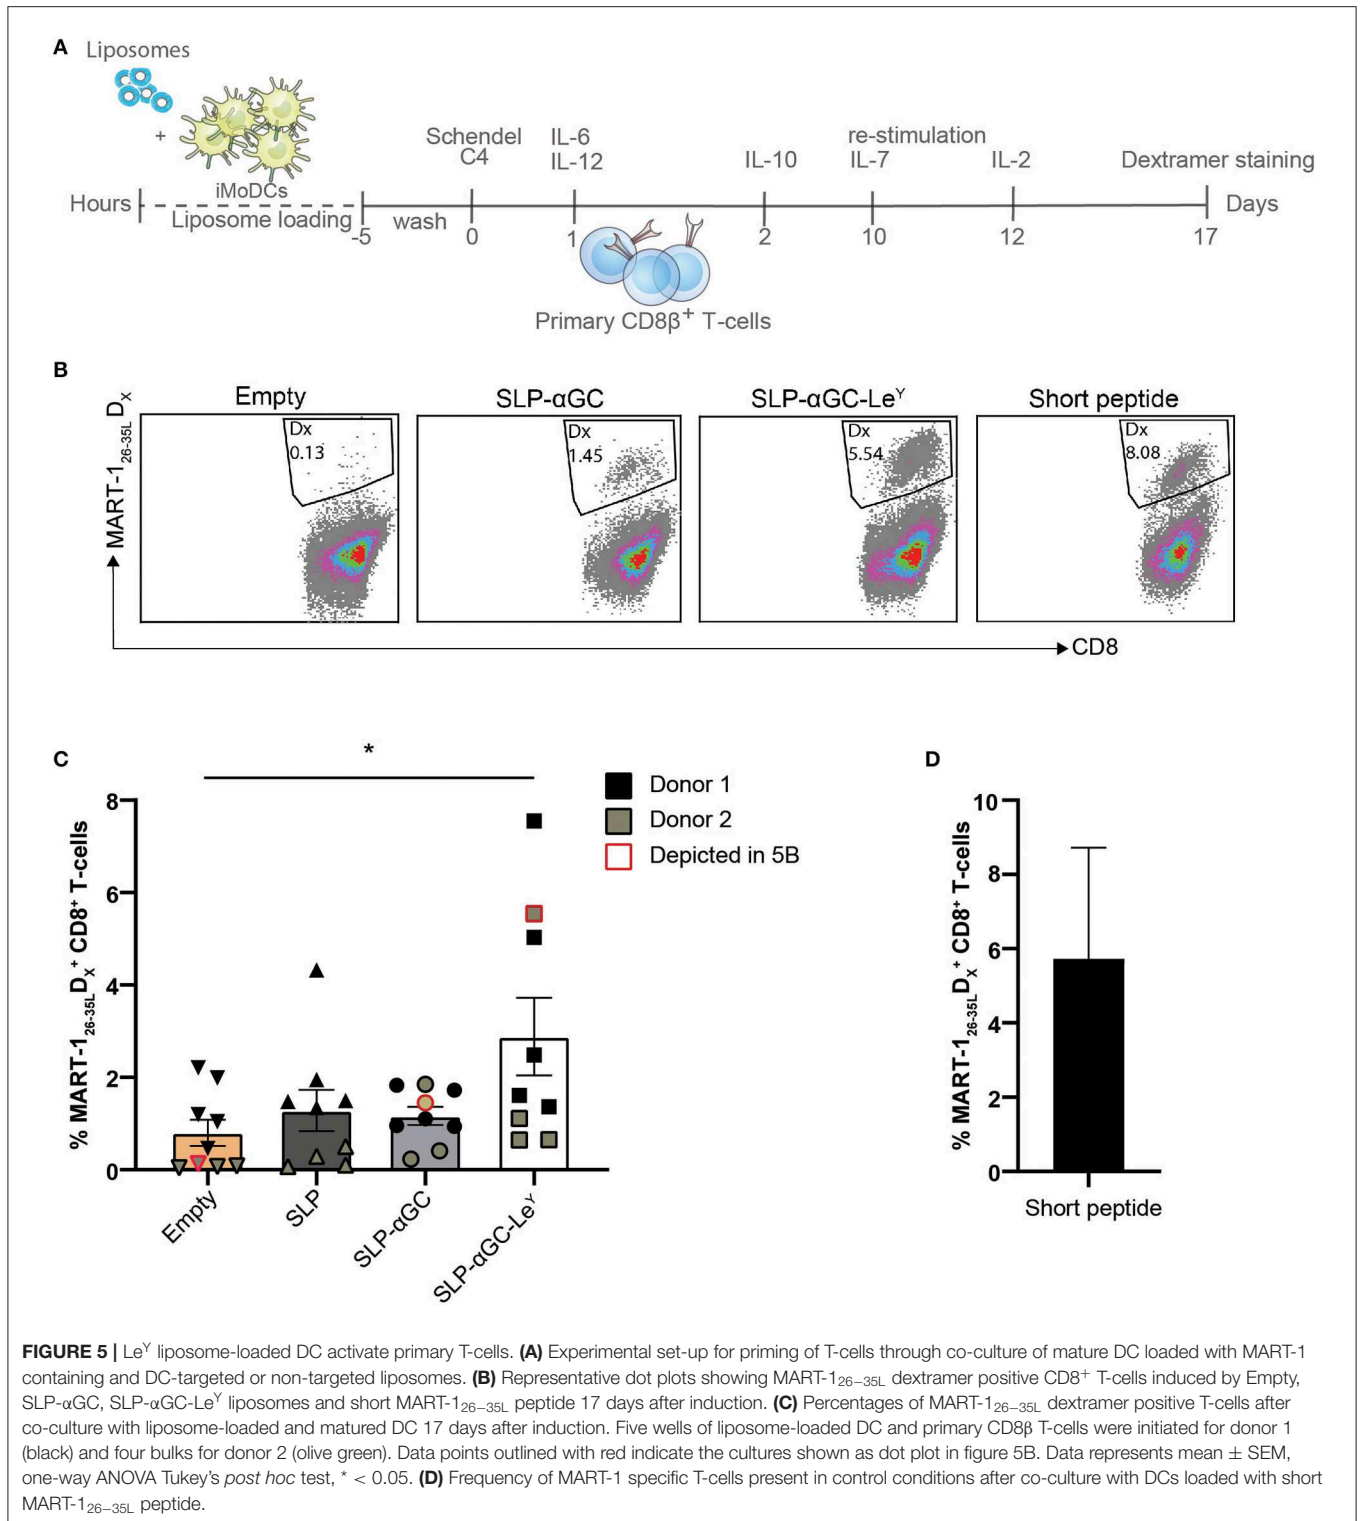 A
Liposomes
+
iMoDCs
Hours
Liposome loading
wash
Schendel
C4
IL-6
IL-12
IL-10
re-stimulation
IL-7
IL-2
Dextramer staining
Days
-5
0
1
2
10
12
17
Primary CD8β+ T-cells
B
MART-126-35L DX
Empty
SLP-αGC
SLP-αGC-LeY
Short peptide
Dx
0.13
Dx
1.45
Dx
5.54
Dx
8.08
CD8
C
*
% MART-126-35LDX+ CD8+ T-cells
8
6
4
2
0
Empty
SLP
SLP-αGC
SLP-αGC-LeY
Donor 1
Donor 2
Depicted in 5B
D
% MART-126-35LDX+ CD8+ T-cells
10
8
6
4
2
0
Short peptide
FIGURE 5 | LeY liposome-loaded DC activate primary T-cells. (A) Experimental set-up for priming of T-cells through co-culture of mature DC loaded with MART-1
containing and DC-targeted or non-targeted liposomes. (B) Representative dot plots showing MART-126–35L dextramer positive CD8+ T-cells induced by Empty,
SLP-αGC, SLP-αGC-LeY liposomes and short MART-126–35L peptide 17 days after induction. (C) Percentages of MART-126–35L dextramer positive T-cells after
co-culture with liposome-loaded and matured DC 17 days after induction. Five wells of liposome-loaded DC and primary CD8β T-cells were initiated for donor 1
(black) and four bulks for donor 2 (olive green). Data points outlined with red indicate the cultures shown as dot plot in figure 5B. Data represents mean ± SEM,
one-way ANOVA Tukey's post hoc test, * < 0.05. (D) Frequency of MART-1 specific T-cells present in control conditions after co-culture with DCs loaded with short
MART-126–35L peptide.